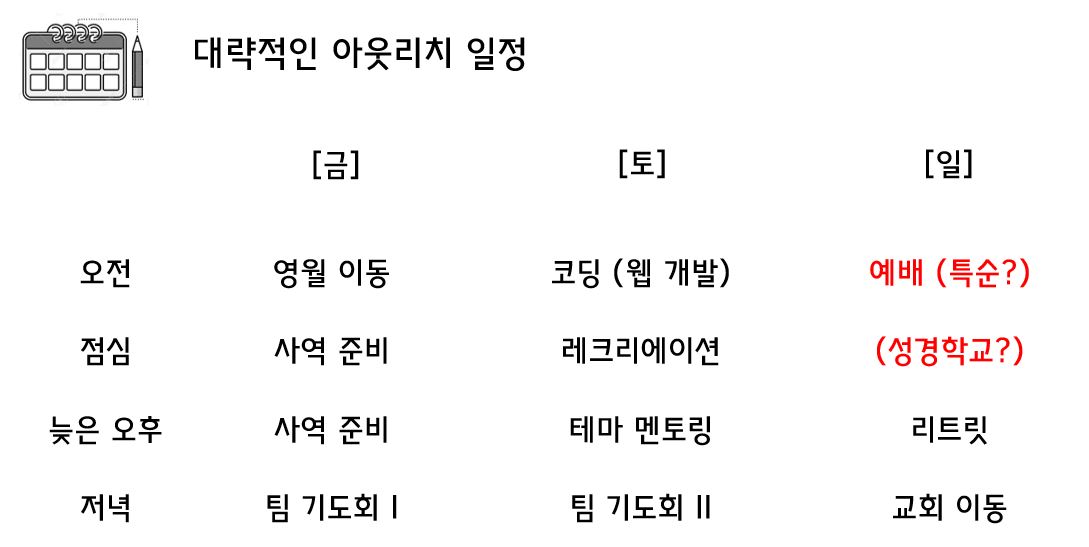 대략적인 아웃리치 일정
[금] [토] [일]
오전 영월 이동 코딩 (웹 개발) 예배 (특순?)
점심 사역 준비 레크리에이션 (성경학교?)
늦은 오후 사역 준비 테마 멘토링 리트릿
저녁 팀 기도회 I 팀 기도회 II 교회 이동